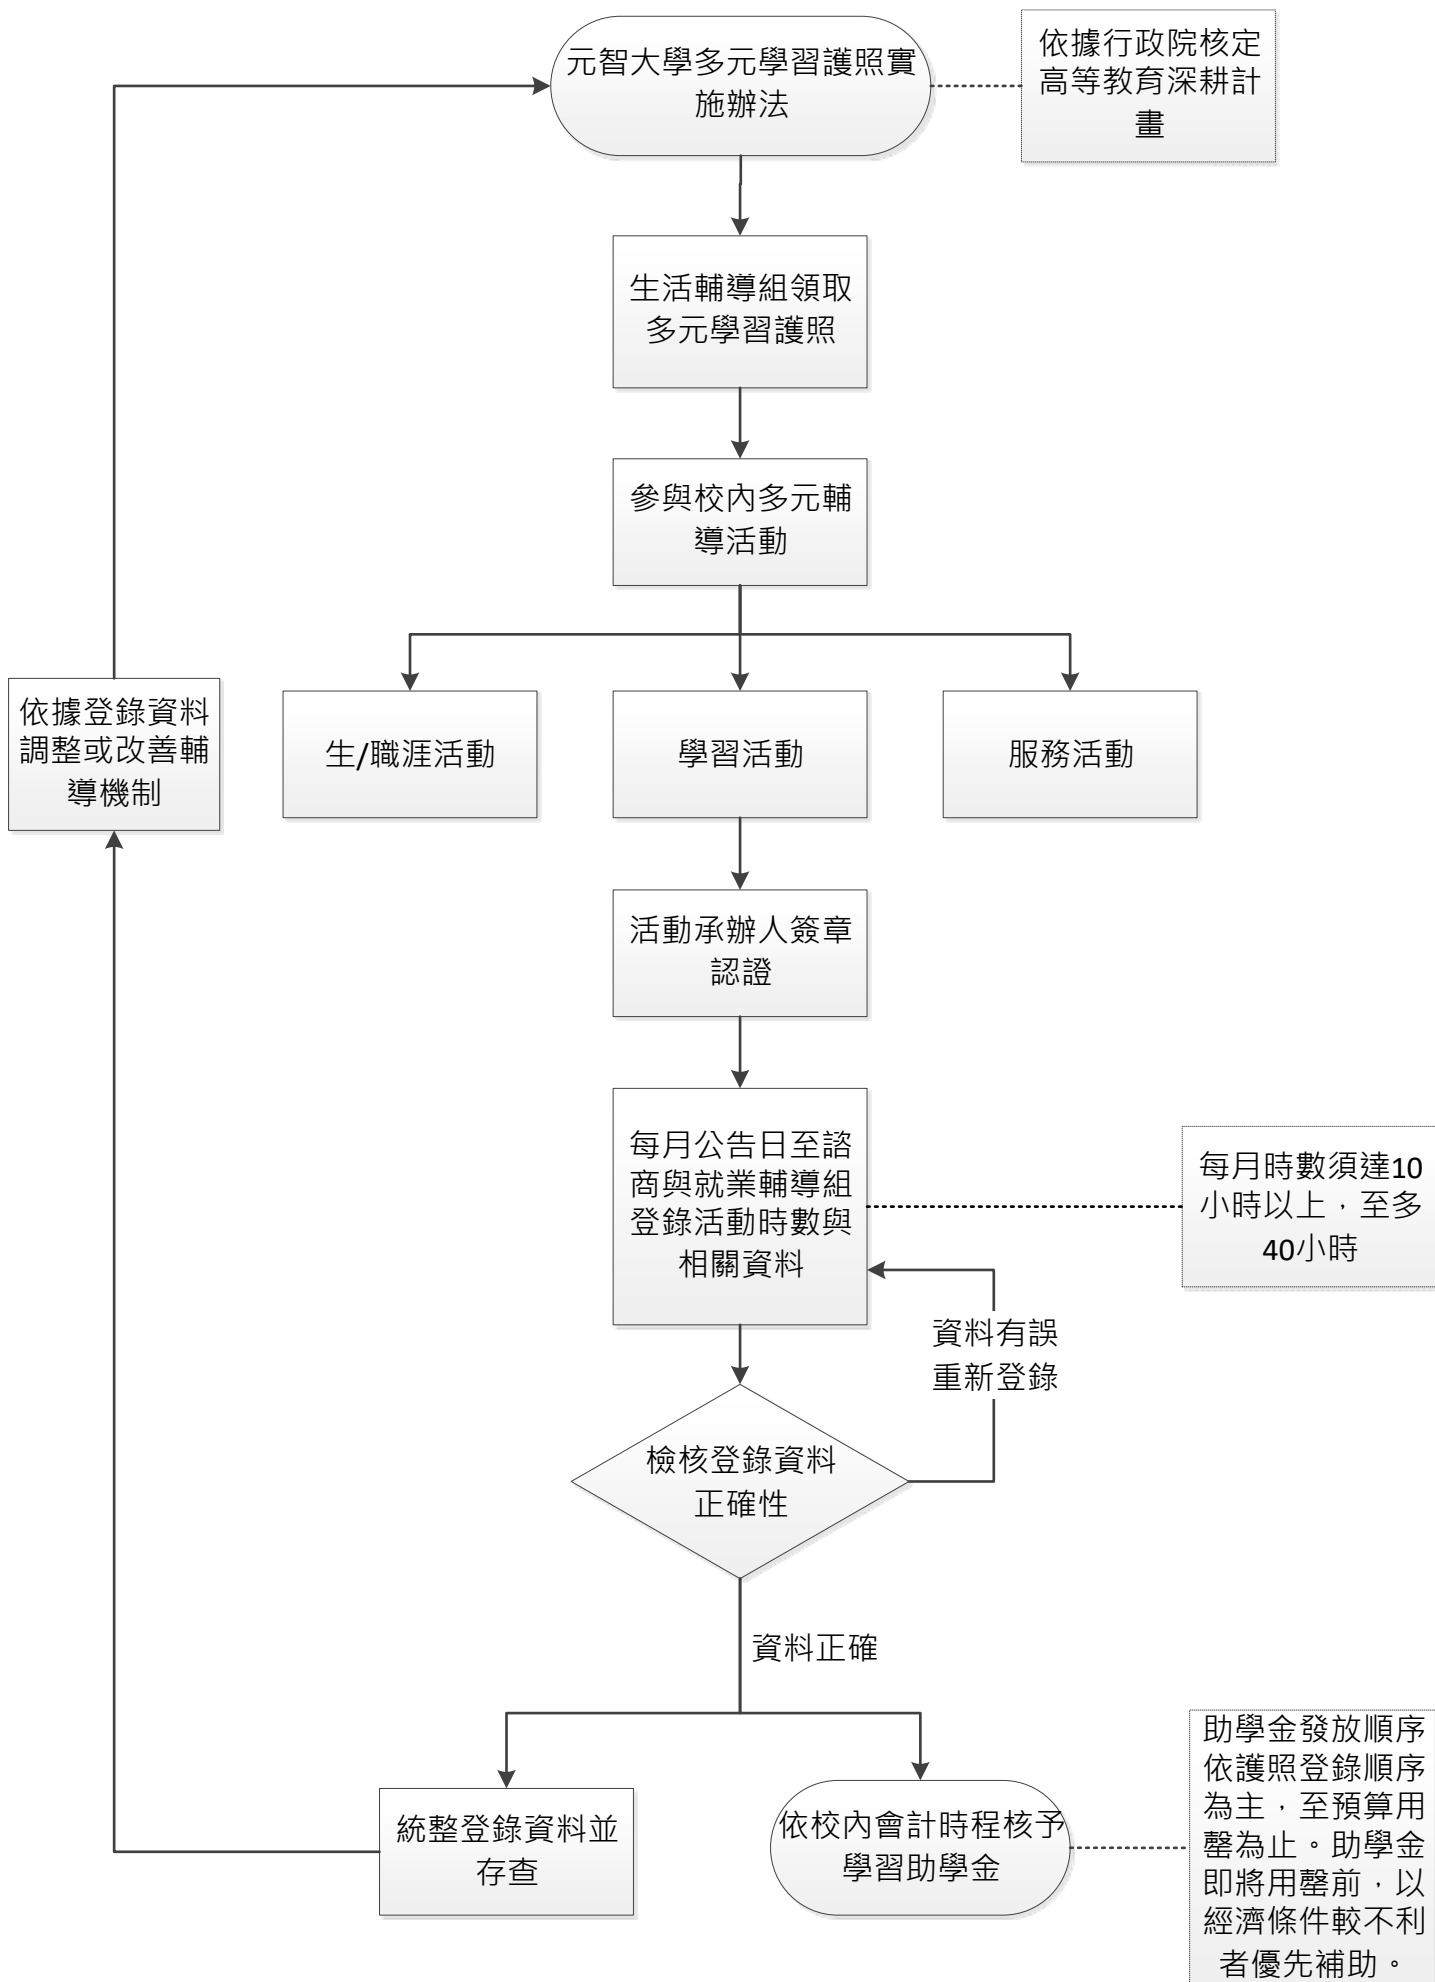 元智大學多元學習護照實
施辦法
依據行政院核定
高等教育深耕計
畫
生活輔導組領取
多元學習護照
參與校內多元輔
導活動
依據登錄資料
調整或改善輔
導機制
生/職涯活動
學習活動
服務活動
活動承辦人簽章
認證
每月公告日至諮
商與就業輔導組
登錄活動時數與
相關資料
每月時數須達10
小時以上，至多
40小時
資料有誤
重新登錄
檢核登錄資料
正確性
資料正確
統整登錄資料並
存查
依校內會計時程核予
學習助學金
助學金發放順序
依護照登錄順序
為主，至預算用
罄為止。助學金
即將用罄前，以
經濟條件較不利
者優先補助。